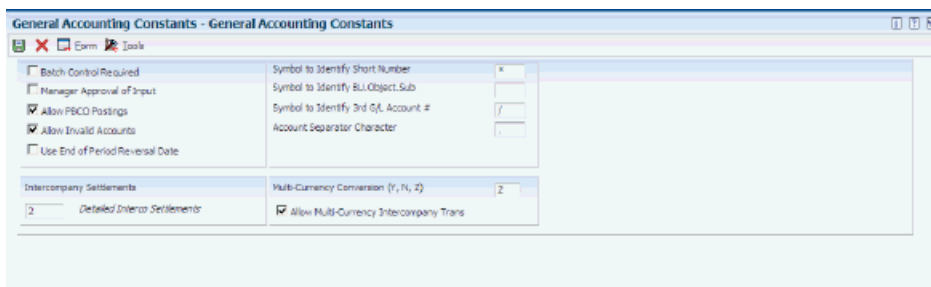 General Accounting Constants - General Accounting Constants
Form Tools
Batch Control Required
Manager Approval of Input
Allow PBCO Postings
Allow Invalid Accounts
Use End of Period Reversal Date
Symbol to Identify Short Number *
Symbol to Identify BU.Object.Sub
Symbol to Identify 3rd G/L Account # /
Account Separator Character .
Intercompany Settlements
2 Detailed Interco Settlements
Multi-Currency Conversion (Y, N, Z) Z
Allow Multi-Currency Intercompany Trans